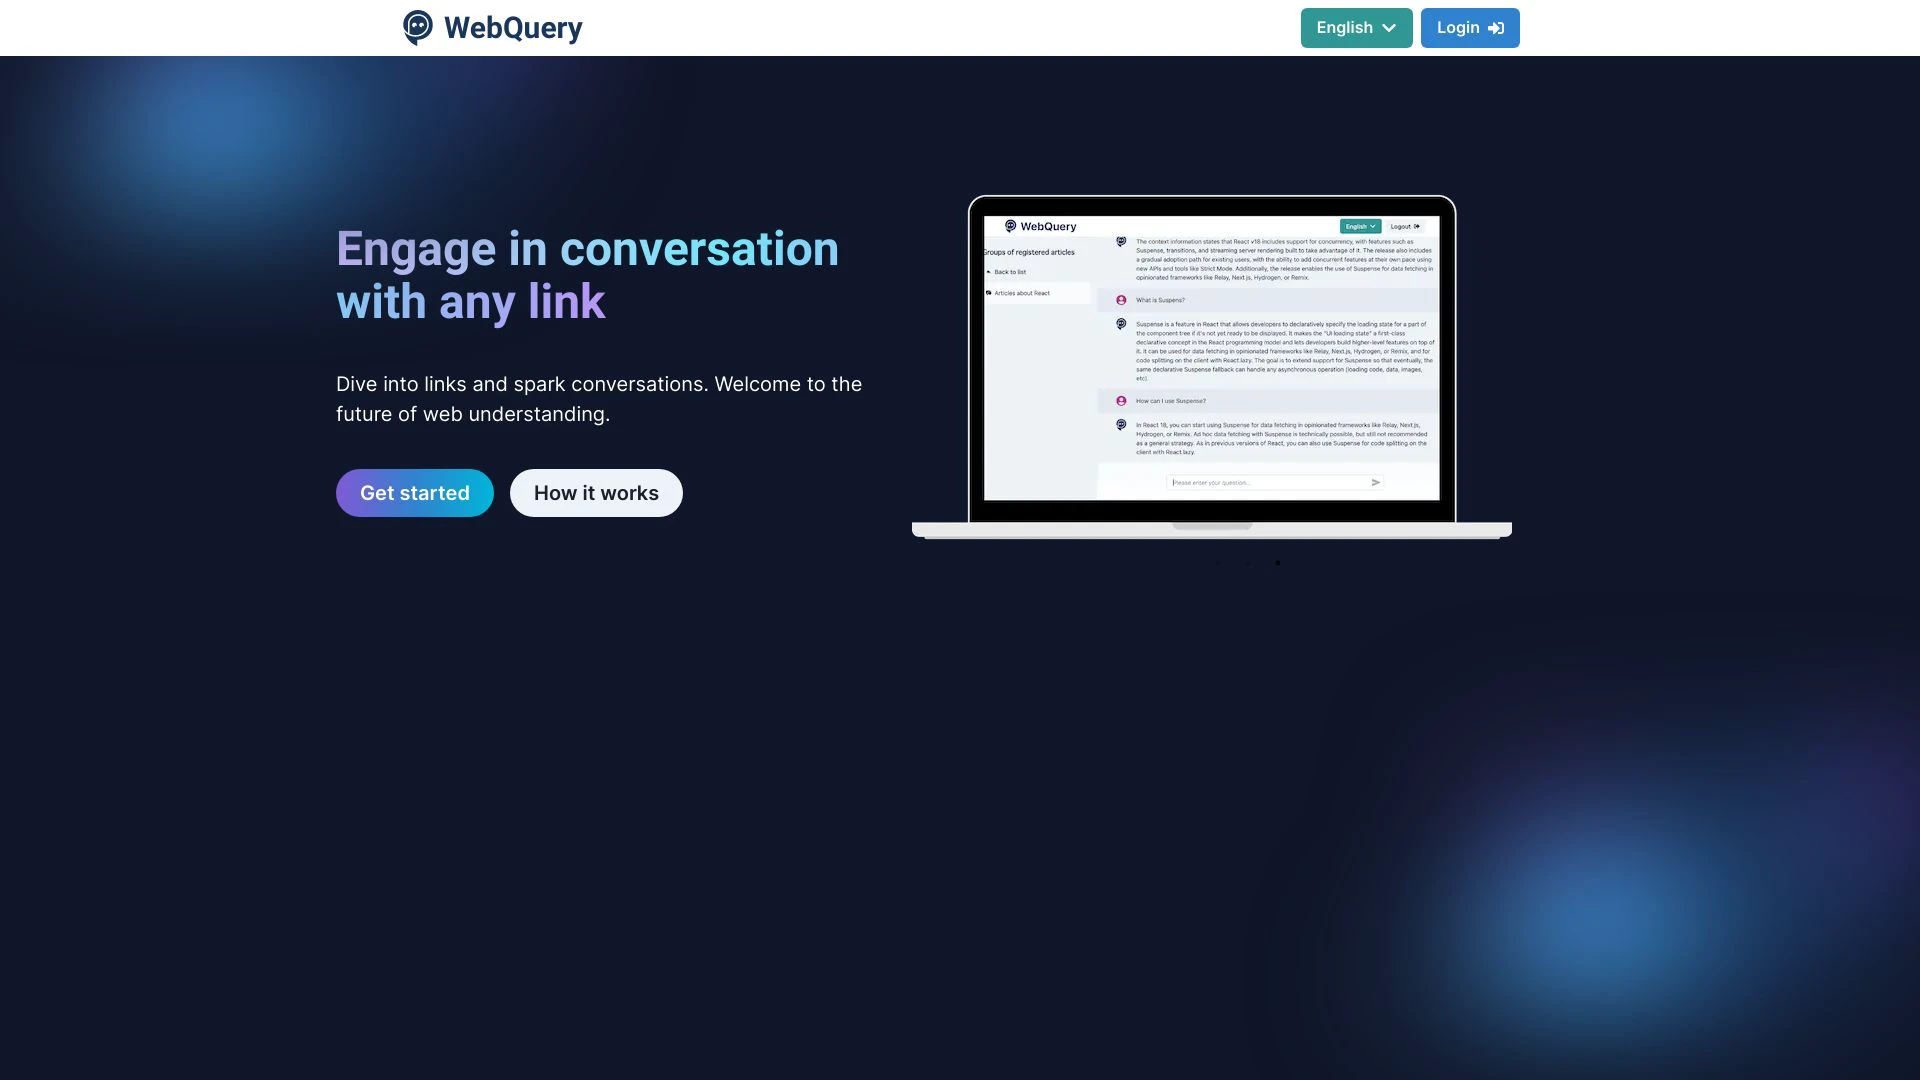 WebQuery
English
Login
Engage in conversation
with any link
Dive into links and spark conversations. Welcome to the
future of web understanding.
Get started
How it works
WebQuery
English
Logout
Groups of registered articles
Back to list
Articles about React
The context information states that React v18 includes support for concurrency, with features such as
Suspense, transitions, and streaming server rendering built to take advantage of it. The release also includes
a gradual adoption path for existing users, with the ability to add concurrent features at their own pace using
new APIs and tools like Strict Mode. Additionally, the release enables the use of Suspense for data fetching in
opinionated frameworks like Relay, Next.js, Hydrogen, or Remix.
What is Suspens?
Suspense is a feature in React that allows developers to declaratively specify the loading state for a part of
the component tree if it's not yet ready to be displayed. It makes the "UI loading state" a first-class
declarative concept in the React programming model and lets developers build higher-level features on top of
it. It can be used for data fetching in opinionated frameworks like Relay, Next.js, Hydrogen, or Remix, and for
code splitting on the client with React.lazy. The goal is to extend support for Suspense so that eventually, the
same declarative Suspense fallback can handle any asynchronous operation (loading code, data, images,
etc).
How can I use Suspense?
In React 18, you can start using Suspense for data fetching in opinionated frameworks like Relay, Next.js,
Hydrogen, or Remix. Ad hoc data fetching with Suspense is technically possible, but still not recommended
as a general strategy. As in previous versions of React, you can also use Suspense for code splitting on the
client with React.lazy.
Please enter your question...